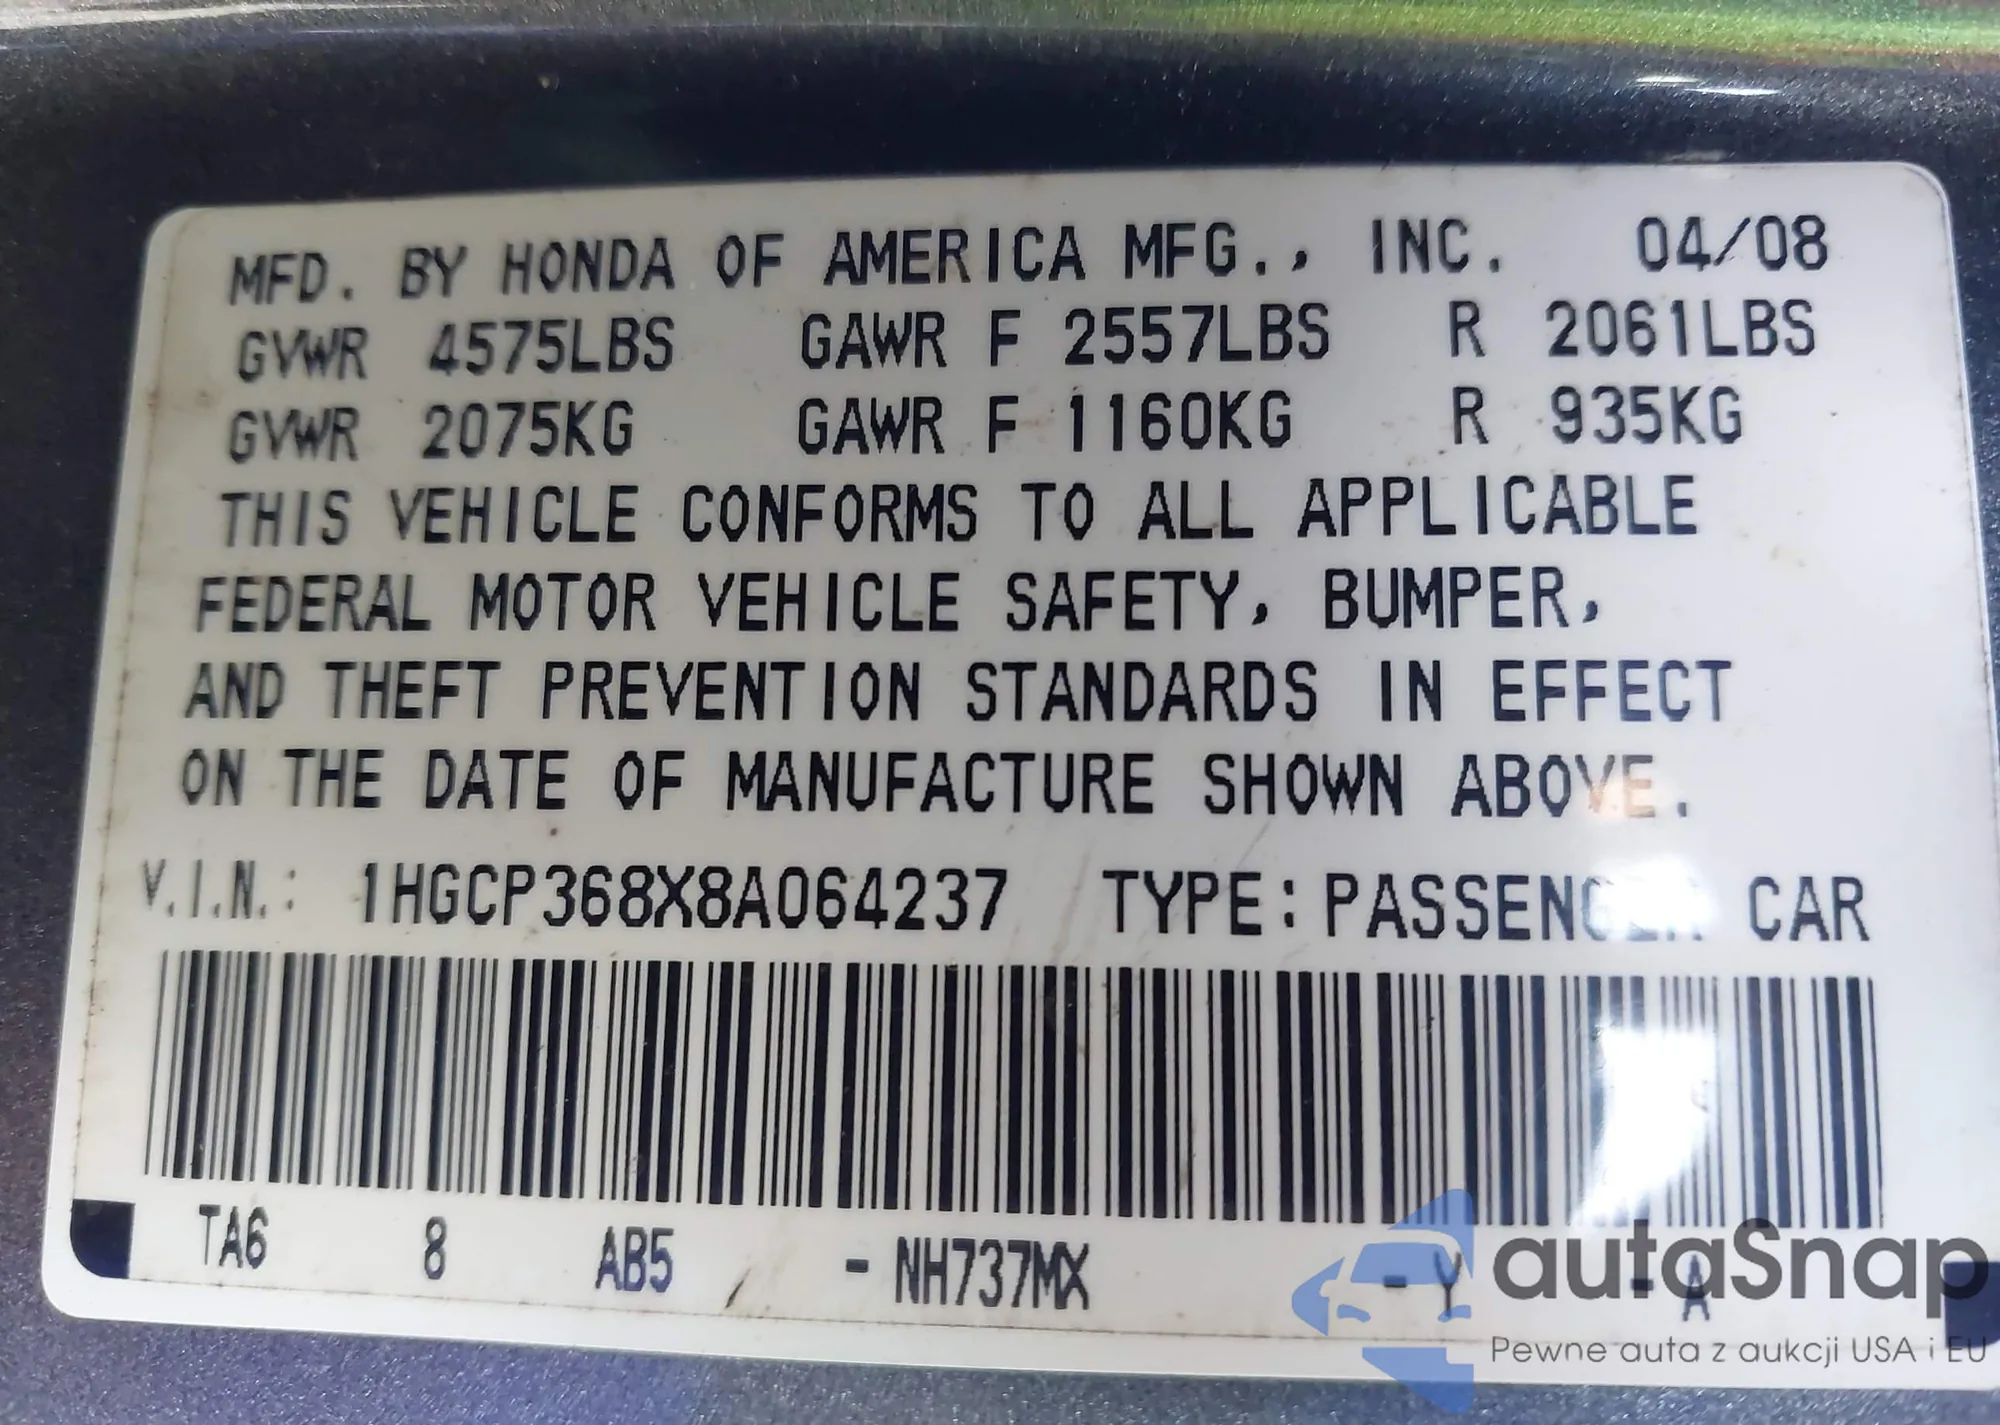 MFD. BY HONDA OF AMERICA MFG., INC. 04/08
GVWR 4575LBS GAWR F 2557LBS R 2061LBS
GVWR 2075KG GAWR F 1160KG R 935KG
THIS VEHICLE CONFORMS TO ALL APPLICABLE
FEDERAL MOTOR VEHICLE SAFETY, BUMPER,
AND THEFT PREVENTION STANDARDS IN EFFECT
ON THE DATE OF MANUFACTURE SHOWN ABOVE.
V.I.N.: 1HGCP368X8A064237 TYPE: PASSENGER CAR
TA6 8 AB5 - NH737MX - Y - A
autaSnap
Pewne auta z aukcji USA i EU